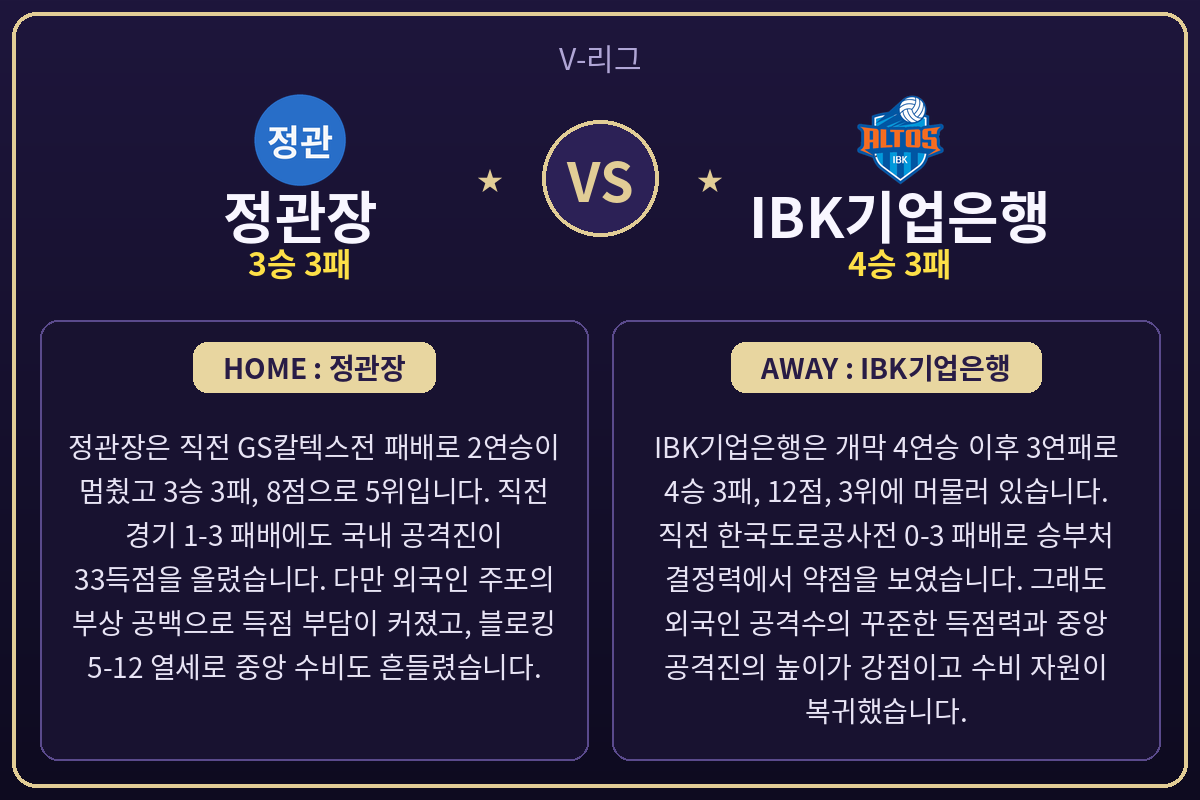 V-리그
정관
정관장
3승 3패
VS
ALTOS
IBK
IBK기업은행
4승 3패
HOME : 정관장
정관장은 직전 GS칼텍스전 패배로 2연승이
멈췄고 3승 3패, 8점으로 5위입니다. 직전
경기 1-3 패배에도 국내 공격진이
33득점을 올렸습니다. 다만 외국인 주포의
부상 공백으로 득점 부담이 커졌고, 블로킹
5-12 열세로 중앙 수비도 흔들렸습니다.
AWAY : IBK기업은행
IBK기업은행은 개막 4연승 이후 3연패로
4승 3패, 12점, 3위에 머물러 있습니다.
직전 한국도로공사전 0-3 패배로 승부처
결정력에서 약점을 보였습니다. 그래도
외국인 공격수의 꾸준한 득점력과 중앙
공격진의 높이가 강점이고 수비 자원이
복귀했습니다.